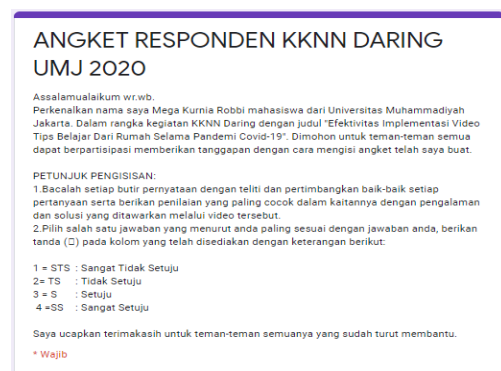 ANGKET RESPONDEN KKNN DARING
UMJ 2020
Assalamualaikum wr.wb.
Perkenalkan nama saya Mega Kurnia Robbi mahasiswa dari Universitas Muhammadiyah
Jakarta. Dalam rangka kegiatan KKNN Daring dengan judul "Efektivitas Implementasi Video
Tips Belajar Dari Rumah Selama Pandemi Covid-19". Dimohon untuk teman-teman semua
dapat berpartisipasi memberikan tanggapan dengan cara mengisi angket telah saya buat.
PETUNJUK PENGISISAN:
1.Bacalah setiap butir pernyataan dengan teliti dan pertimbangkan baik-baik setiap
pertanyaan serta berikan penilaian yang paling cocok dalam kaitannya dengan pengalaman
dan solusi yang ditawarkan melalui video tersebut.
2.Pilih salah satu jawaban yang menurut anda paling sesuai dengan jawaban anda, berikan
tanda (□) pada kolom yang telah disediakan dengan keterangan berikut:
1 = STS : Sangat Tidak Setuju
2= TS : Tidak Setuju
3 = S : Setuju
4 =SS : Sangat Setuju
Saya ucapkan terimakasih untuk teman-teman semuanya yang sudah turut membantu.
* Wajib